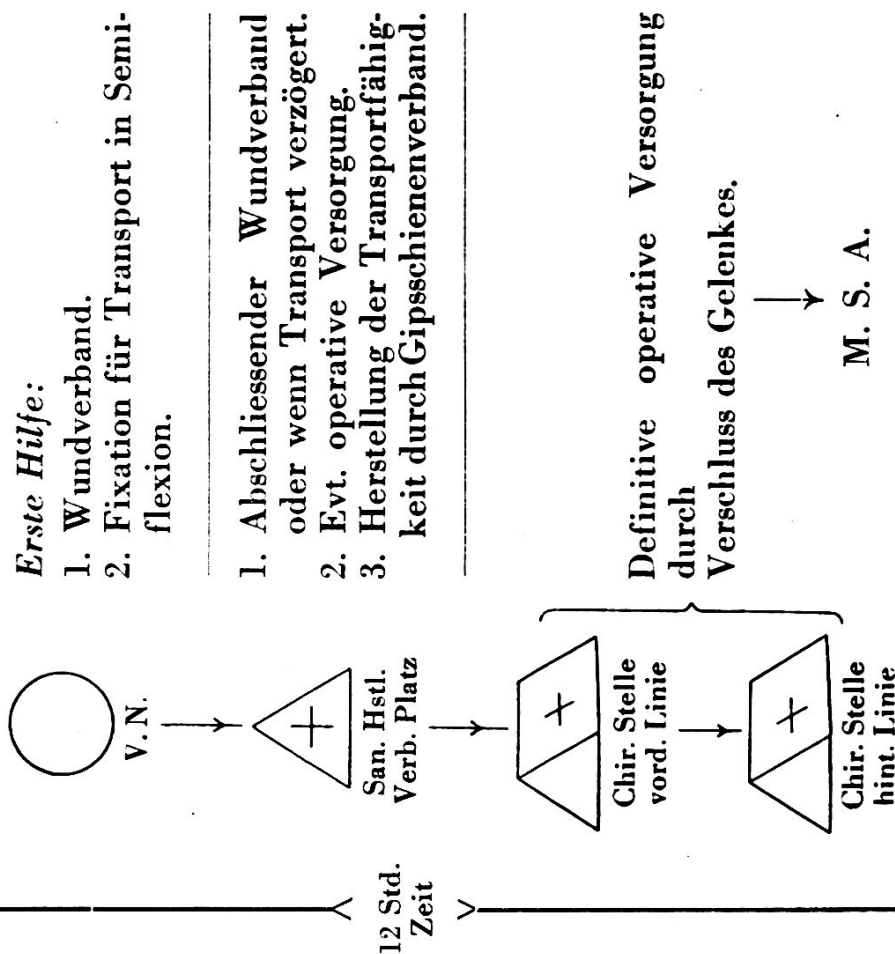 V. N.
Erste Hilfe:
1. Wundverband.
2. Fixation für Transport in Semi-
flexion.
San. Hstl.
Verb. Platz
1. Abschliessender Wundverband
oder wenn Transport verzögert.
2. Evt. operative Versorgung.
3. Herstellung der Transportfähig-
keit durch Gipsschienenverband.
12 Std.
Zeit
Chir. Stelle
vord. Linie
Chir. Stelle
hint. Linie
Definitive operative Versorgung
durch
Verschluss des Gelenkes.
M. S. A.